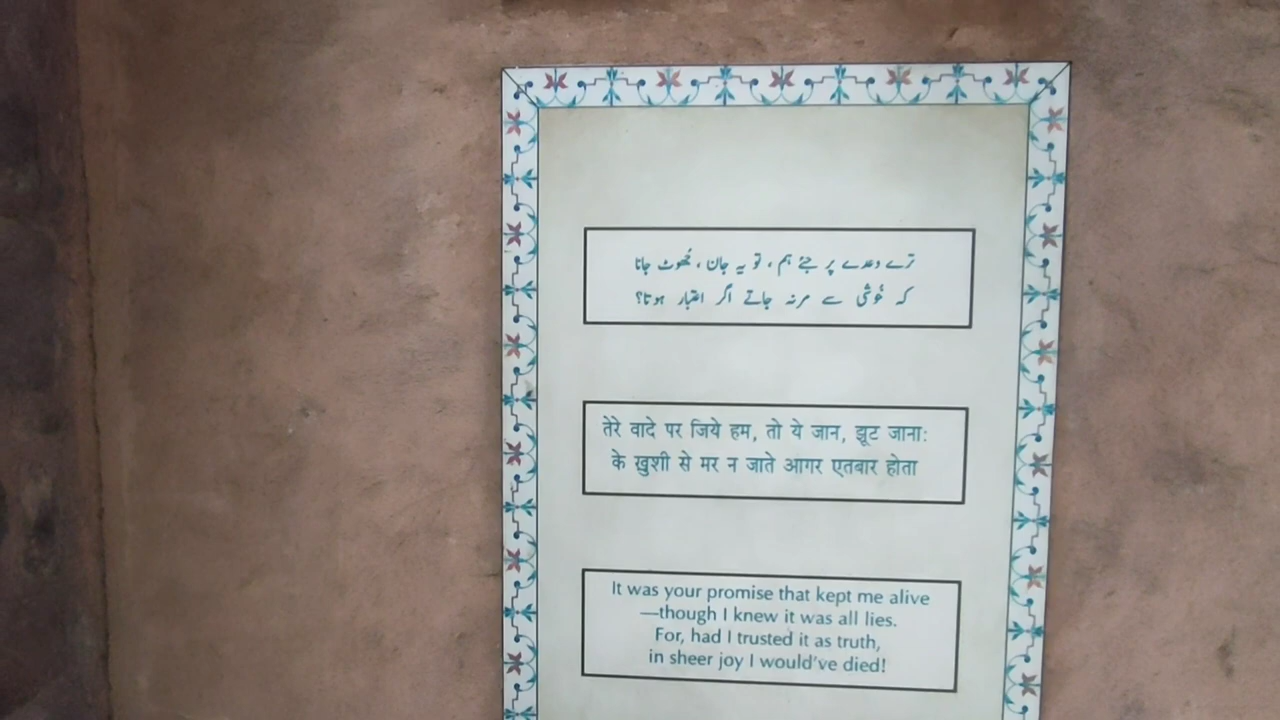 ترے وعدے پر جئے ہم، تو یہ جان، جُھوٹ جانا
کہ خُوشی سے مر نہ جاتے اگر اعتبار ہوتا؟
तेरे वादे पर जिये हम, तो ये जान, झूट जाना:
के ख़ुशी से मर न जाते आगर एतबार होता
It was your promise that kept me alive
—though I knew it was all lies.
For, had I trusted it as truth,
in sheer joy I would've died!